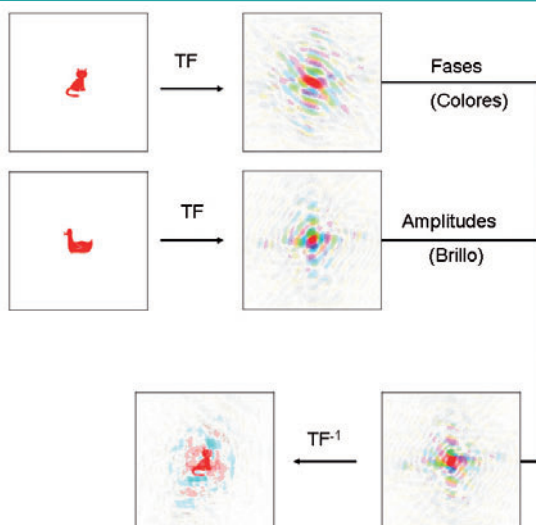 TF
Fases
(Colores)
TF
Amplitudes
(Brillo)
TF-1